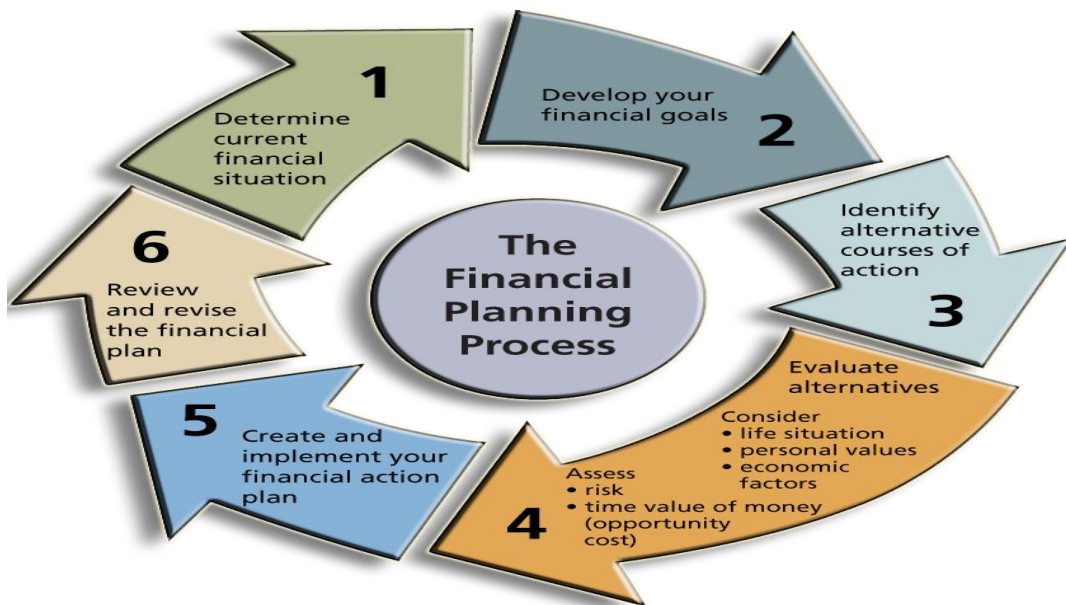 The
Financial
Planning
Process
1
Determine
current
financial
situation
Develop your
financial goals
2
Identify
alternative
courses of
action
3
Evaluate
alternatives
Consider
• life situation
• personal values
• economic
factors
Assess
• risk
• time value of money
(opportunity
cost)
4
5
Create and
implement your
financial action
plan
6
Review
and revise
the financial
plan